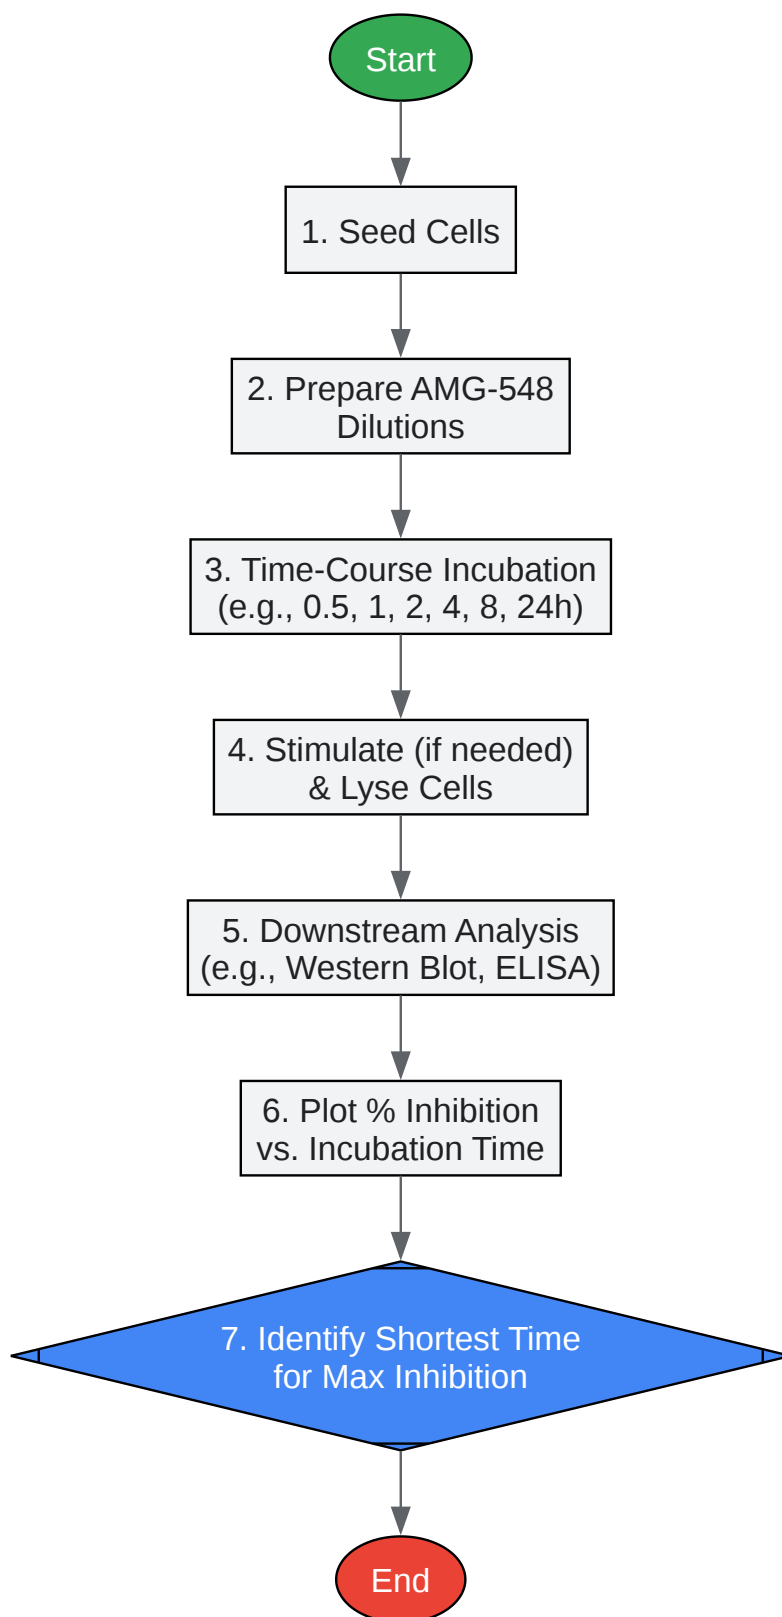 Start
1. Seed Cells
2. Prepare AMG-548
Dilutions
3. Time-Course Incubation
(e.g., 0.5, 1, 2, 4, 8, 24h)
4. Stimulate (if needed)
& Lyse Cells
5. Downstream Analysis
(e.g., Western Blot, ELISA)
6. Plot % Inhibition
vs. Incubation Time
7. Identify Shortest Time
for Max Inhibition
End